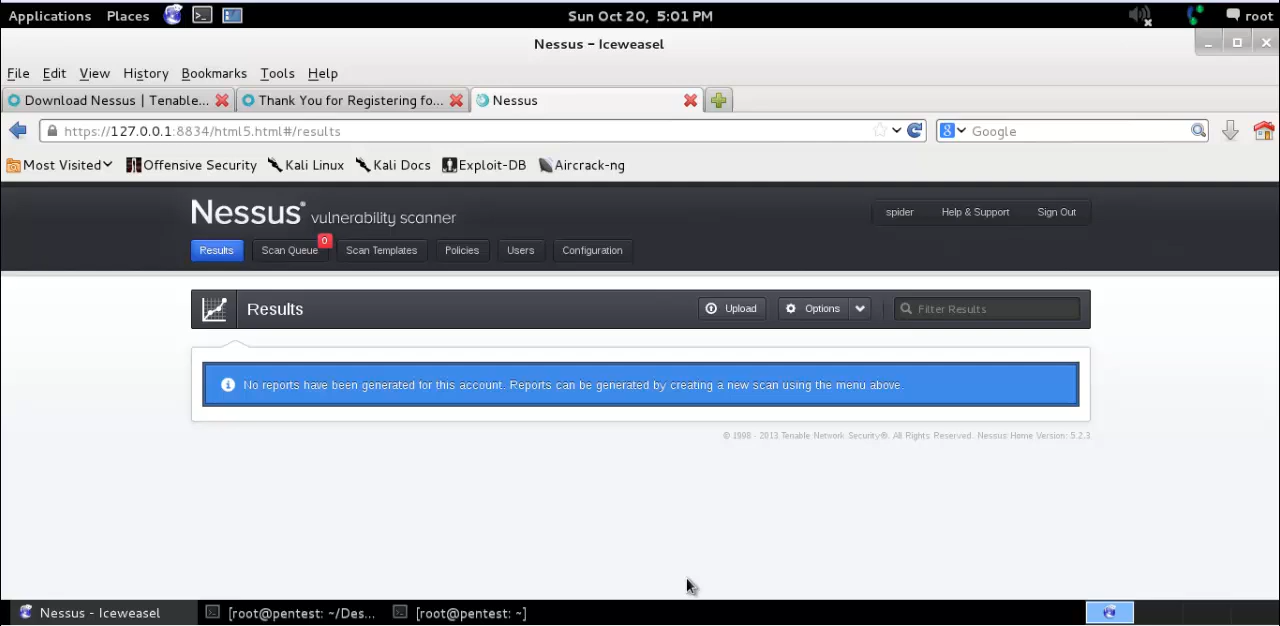 Applications Places Sun Oct 20, 5:01 PM root
Nessus - Iceweasel
File Edit View History Bookmarks Tools Help
Download Nessus | Tenable... Thank You for Registering fo... Nessus
https://127.0.0.1:8834/html5.html#/results Google
Most Visited Offensive Security Kali Linux Kali Docs Exploit-DB Aircrack-ng
Nessus® vulnerability scanner spider Help & Support Sign Out
Results Scan Queue 0 Scan Templates Policies Users Configuration
Results Upload Options Filter Results
No reports have been generated for this account. Reports can be generated by creating a new scan using the menu above.
© 1998 - 2013 Tenable Network Security®. All Rights Reserved. Nessus Home Version: 5.2.3
Nessus - Iceweasel [root@pentest: ~/Des... [root@pentest: ~]